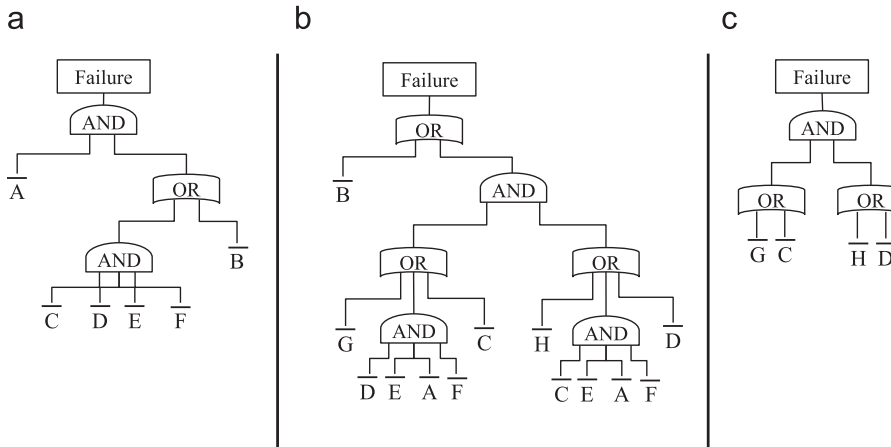 a
b
c
Failure
AND
A̅
OR
AND
B̅
C̅ D̅ E̅ F̅
Failure
OR
B̅
AND
OR OR
G̅ C̅ H̅ D̅
AND AND
D̅ E̅ A̅ F̅ C̅ E̅ A̅ F̅
Failure
AND
OR OR
G̅ C̅ H̅ D̅